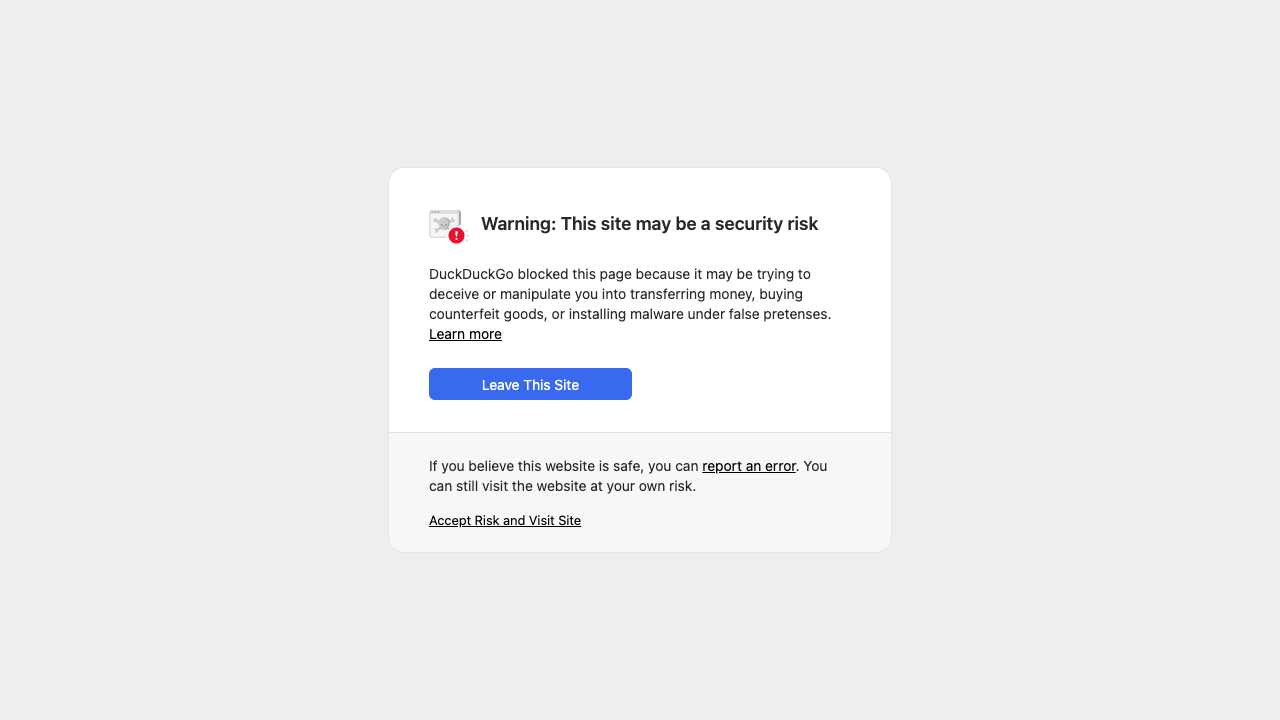 Warning: This site may be a security risk
DuckDuckGo blocked this page because it may be trying to
deceive or manipulate you into transferring money, buying
counterfeit goods, or installing malware under false pretenses.
Learn more
Leave This Site
If you believe this website is safe, you can report an error. You
can still visit the website at your own risk.
Accept Risk and Visit Site